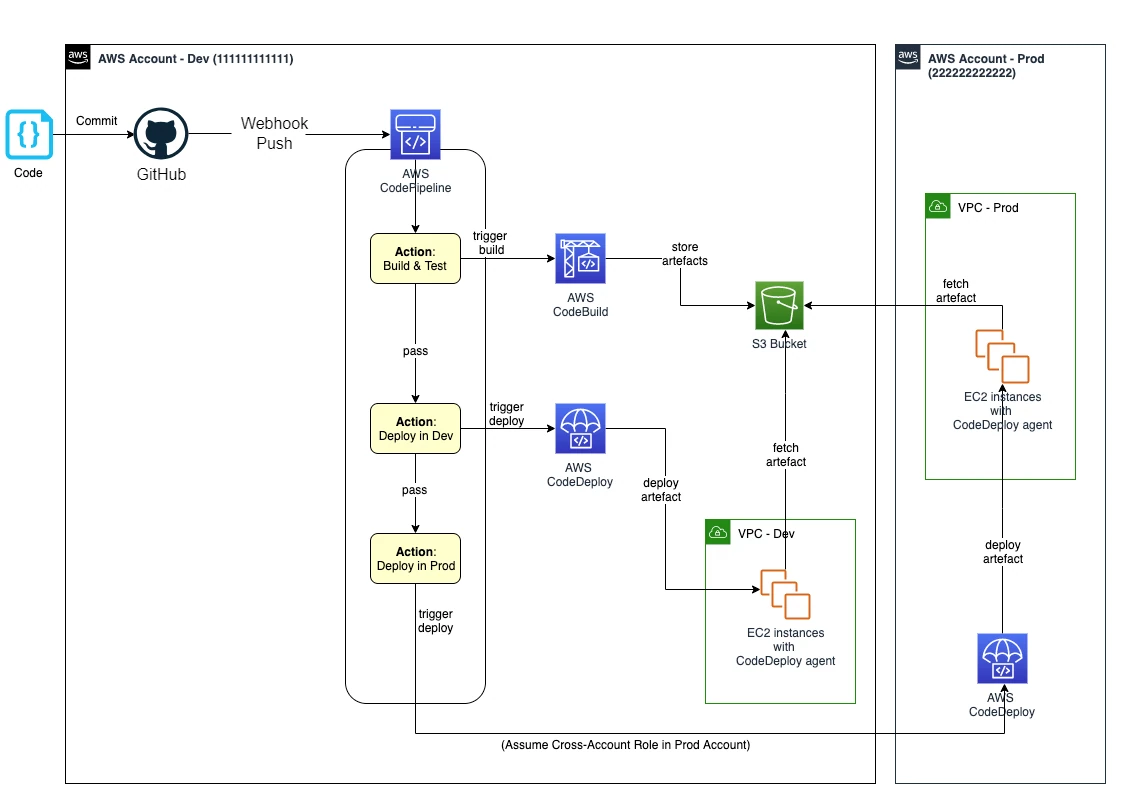 aws
AWS Account - Dev (111111111111)
aws
AWS Account - Prod
(222222222222)
Commit
Code
GitHub
Webhook
Push
AWS
CodePipeline
Action:
Build & Test
trigger
build
AWS
CodeBuild
store
artefacts
S3 Bucket
pass
Action:
Deploy in Dev
trigger
deploy
AWS
CodeDeploy
deploy
artefact
fetch
artefact
pass
Action:
Deploy in Prod
trigger
deploy
VPC - Dev
EC2 instances
with
CodeDeploy agent
(Assume Cross-Account Role in Prod Account)
VPC - Prod
fetch
artefact
EC2 instances
with
CodeDeploy agent
deploy
artefact
AWS
CodeDeploy